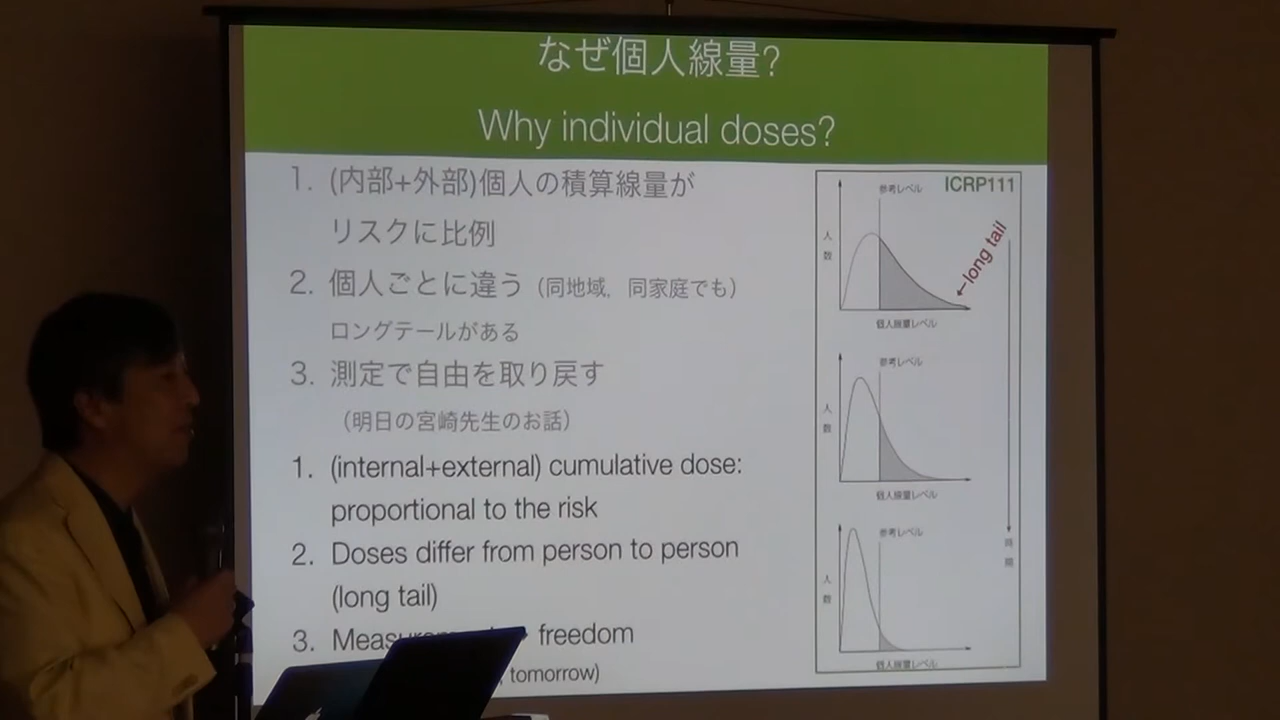 なぜ個人線量?
Why individual doses?
1. (内部+外部)個人の積算線量が
リスクに比例
2. 個人ごとに違う (同地域, 同家庭でも)
ロングテールがある
3. 測定で自由を取り戻す
(明日の宮崎先生のお話)
1. (internal+external) cumulative dose:
proportional to the risk
2. Doses differ from person to person
(long tail)
3. freedom
tomorrow)
ICRP111
参考レベル
←long tail
人数
個人線量レベル
参考レベル
人数
個人線量レベル
参考レベル
人数
個人線量レベル
時間